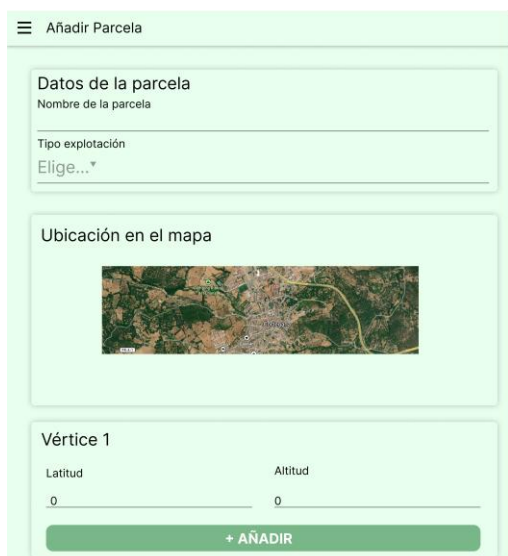 Añadir Parcela
Datos de la parcela
Nombre de la parcela
Tipo explotación
Elige...
Ubicación en el mapa
Vértice 1
Latitud Altitud
0 0
+ AÑADIR